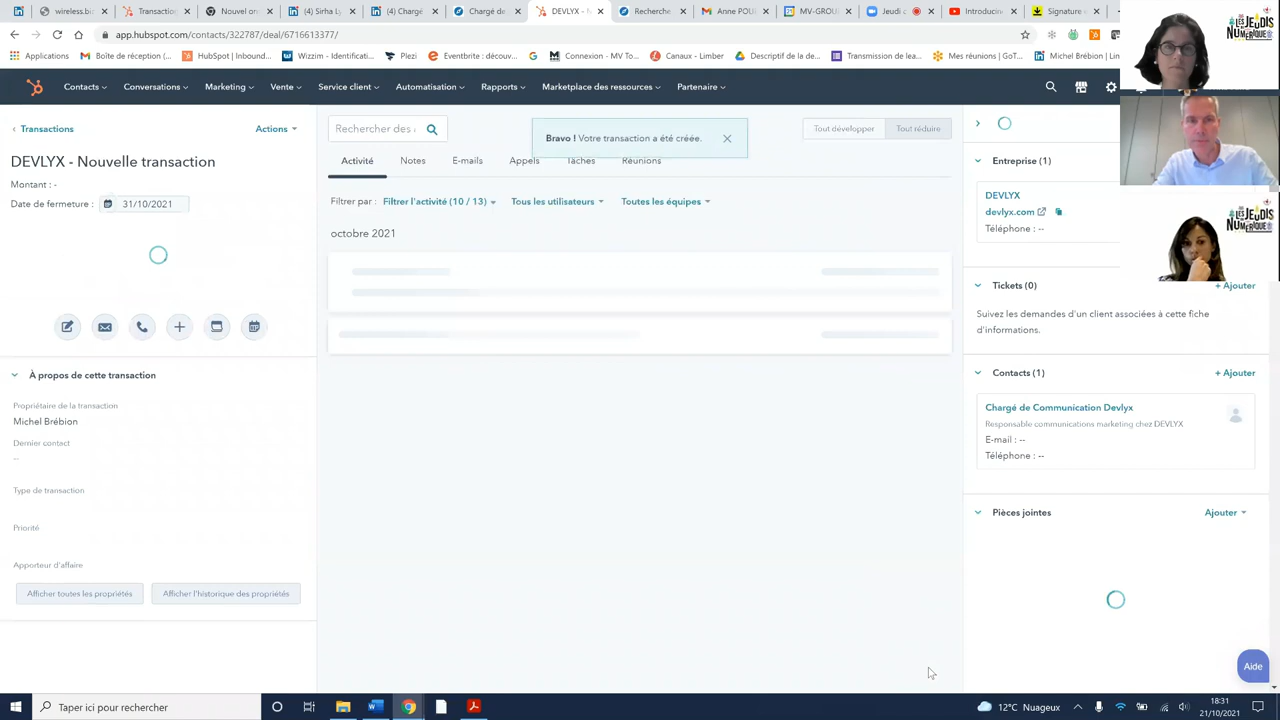 wireless.bi
Transaction
Nouvel on
(4) Sirha Ly
(4) Chargé
Chargé de
DEVLYX - N
Recherche
Anne POU
MV-GROUP
Jeudi c
Introducin
Signature
app.hubspot.com/contacts/322787/deal/6716613377/
Applications
Boîte de réception (...
HubSpot | Inbound...
Wizzim - Identificati...
Plezi
Eventbrite : découv...
Connexion - MV To...
Canaux - Limber
Descriptif de la dem...
Transmission de lea...
Mes réunions | GoT...
Michel Brébion | Lin
LES JEUDIS
NUMÉRIQUE
Contacts
Conversations
Marketing
Vente
Service client
Automatisation
Rapports
Marketplace des ressources
Partenaire
Transactions
Actions
Rechercher des a
Bravo ! Votre transaction a été créée.
Tout développer
Tout réduire
DEVLYX - Nouvelle transaction
Activité
Notes
E-mails
Appels
Tâches
Réunions
Entreprise (1)
Montant : -
Date de fermeture :
31/10/2021
Filtrer par :
Filtrer l'activité (10 / 13)
Tous les utilisateurs
Toutes les équipes
DEVLYX
devlyx.com
Téléphone : --
LES JEUDIS
NUMÉRIQUE
octobre 2021
Tickets (0)
+ Ajouter
Suivez les demandes d'un client associées à cette fiche
d'informations.
À propos de cette transaction
Contacts (1)
+ Ajouter
Propriétaire de la transaction
Michel Brébion
Dernier contact
--
Chargé de Communication Devlyx
Responsable communications marketing chez DEVLYX
E-mail : --
Téléphone : --
Type de transaction
Priorité
Pièces jointes
Ajouter
Apporteur d'affaire
Afficher toutes les propriétés
Afficher l'historique des propriétés
Aide
Taper ici pour rechercher
12°C Nuageux
18:31
21/10/2021